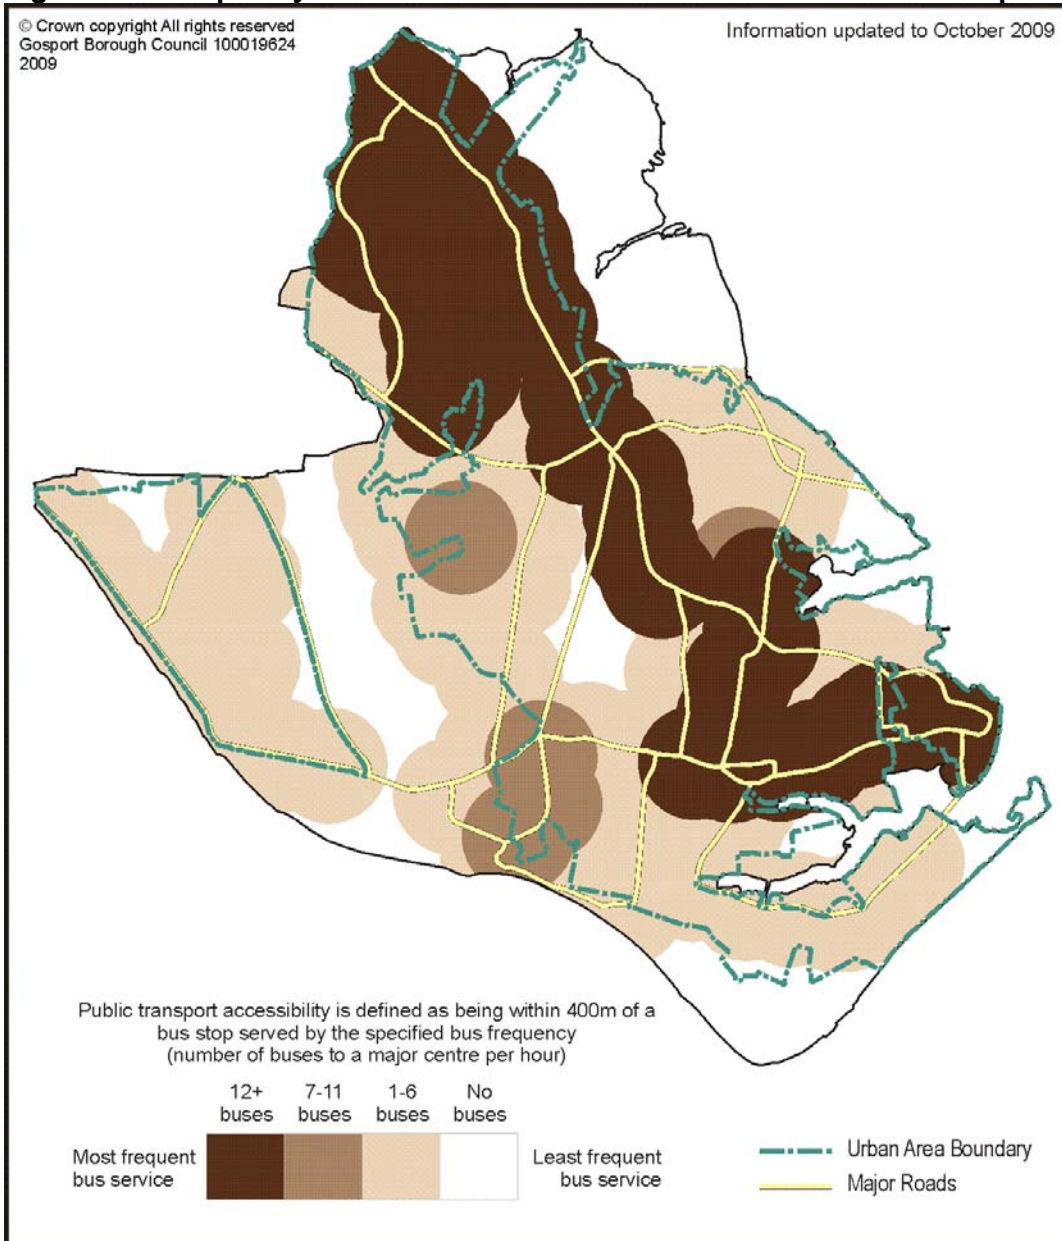 © Crown copyright All rights reserved
Gosport Borough Council 100019624
2009
Information updated to October 2009
Public transport accessibility is defined as being within 400m of a
bus stop served by the specified bus frequency
(number of buses to a major centre per hour)
12+ buses
7-11 buses
1-6 buses
No buses
Most frequent
bus service
Least frequent
bus service
Urban Area Boundary
Major Roads